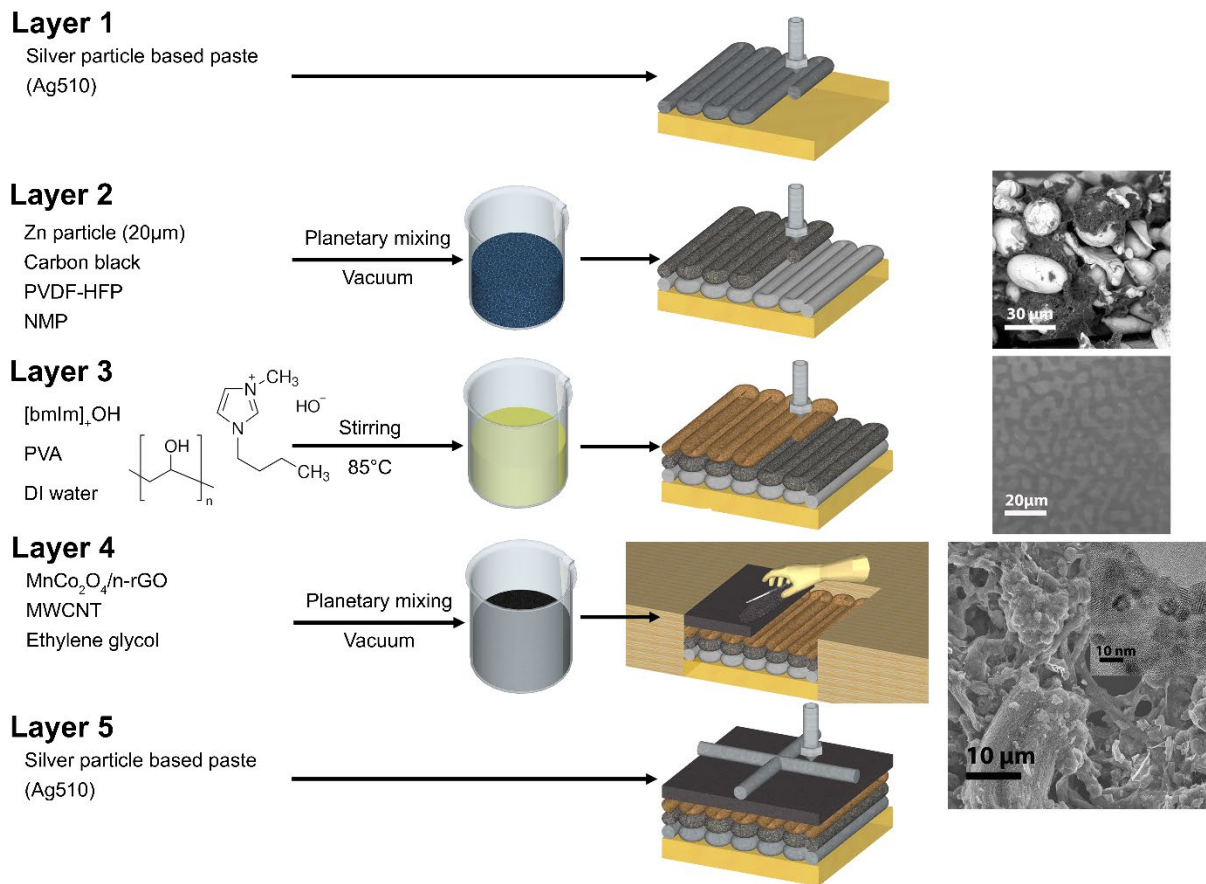 Layer 1
Silver particle based paste
(Ag510)
Layer 2
Zn particle (20µm)
Carbon black
PVDF-HFP
NMP
Planetary mixing
Vacuum
30 µm
Layer 3
[bmIm]₊OH
PVA
DI water
OH
n
N
+
CH₃
HO⁻
N
CH₃
Stirring
85°C
20µm
Layer 4
MnCo₂O₄/n-rGO
MWCNT
Ethylene glycol
Planetary mixing
Vacuum
10 nm
10 µm
Layer 5
Silver particle based paste
(Ag510)